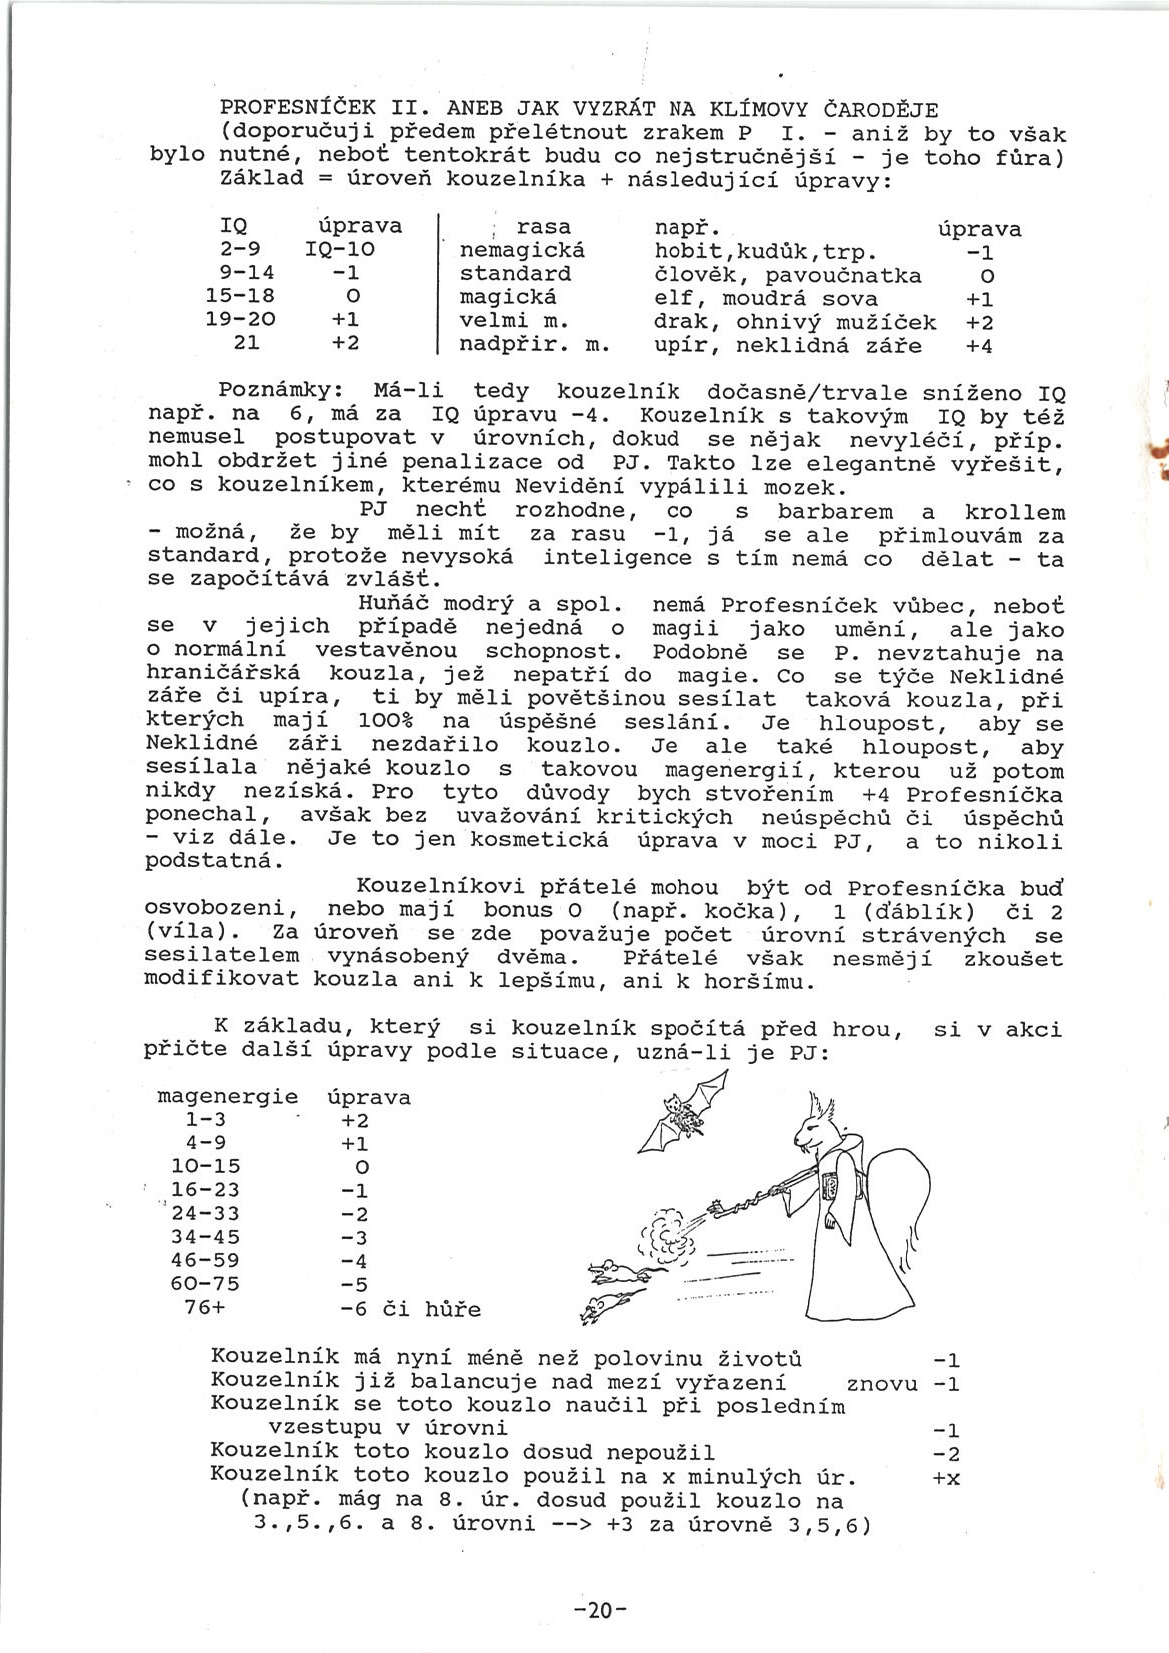 PROFESNÍČEK II. ANEB JAK VYZRÁT NA KLÍMOVY ČARODĚJE
(doporučuji předem přelétnout zrakem P I. - aniž by to však
bylo nutné, neboť tentokrát budu co nejstručnější - je toho fůra)
Základ = úroveň kouzelníka + následující úpravy:
IQ úprava rasa např. úprava
2-9 IQ-10 nemagická hobit,kudůk,trp. -1
9-14 -1 standard člověk, pavoučnatka 0
15-18 0 magická elf, moudrá sova +1
19-20 +1 velmi m. drak, ohnivý mužíček +2
21 +2 nadpřir. m. upír, neklidná záře +4
Poznámky: Má-li tedy kouzelník dočasně/trvale sníženo IQ
např. na 6, má za IQ úpravu -4. Kouzelník s takovým IQ by též
nemusel postupovat v úrovních, dokud se nějak nevyléčí, příp.
mohl obdržet jiné penalizace od PJ. Takto lze elegantně vyřešit,
co s kouzelníkem, kterému Nevidění vypálili mozek.
PJ nechť rozhodne, co s barbarem a krollem
- možná, že by měli mít za rasu -1, já se ale přimlouvám za
standard, protože nevysoká inteligence s tím nemá co dělat - ta
se započítává zvlášť.
Huňáč modrý a spol. nemá Profesníček vůbec, neboť
se v jejich případě nejedná o magii jako umění, ale jako
o normální vestavěnou schopnost. Podobně se P. nevztahuje na
hraničářská kouzla, jež nepatří do magie. Co se týče Neklidné
záře či upíra, ti by měli povětšinou sesílat taková kouzla, při
kterých mají 100% na úspěšné seslání. Je hloupost, aby se
Neklidné záři nezdařilo kouzlo. Je ale také hloupost, aby
sesílala nějaké kouzlo s takovou magenergií, kterou už potom
nikdy nezíská. Pro tyto důvody bych stvořením +4 Profesníčka
ponechal, avšak bez uvažování kritických neúspěchů či úspěchů
- viz dále. Je to jen kosmetická úprava v moci PJ, a to nikoli
podstatná.
Kouzelníkovi přátelé mohou být od Profesníčka buď
osvobozeni, nebo mají bonus 0 (např. kočka), 1 (ďáblík) či 2
(víla). Za úroveň se zde považuje počet úrovní strávených se
sesilatelem vynásobený dvěma. Přátelé však nesmějí zkoušet
modifikovat kouzla ani k lepšímu, ani k horšímu.
K základu, který si kouzelník spočítá před hrou, si v akci
přičte další úpravy podle situace, uzná-li je PJ:
magenergie úprava
1-3 +2
4-9 +1
10-15 0
16-23 -1
24-33 -2
34-45 -3
46-59 -4
60-75 -5
76+ -6 či hůře
Kouzelník má nyní méně než polovinu životů -1
Kouzelník již balancuje nad mezí vyřazení znovu -1
Kouzelník se toto kouzlo naučil při posledním
vzestupu v úrovni -1
Kouzelník toto kouzlo dosud nepoužil -2
Kouzelník toto kouzlo použil na x minulých úr. +x
(např. mág na 8. úr. dosud použil kouzlo na
3.,5.,6. a 8. úrovni --> +3 za úrovně 3,5,6)
-20-